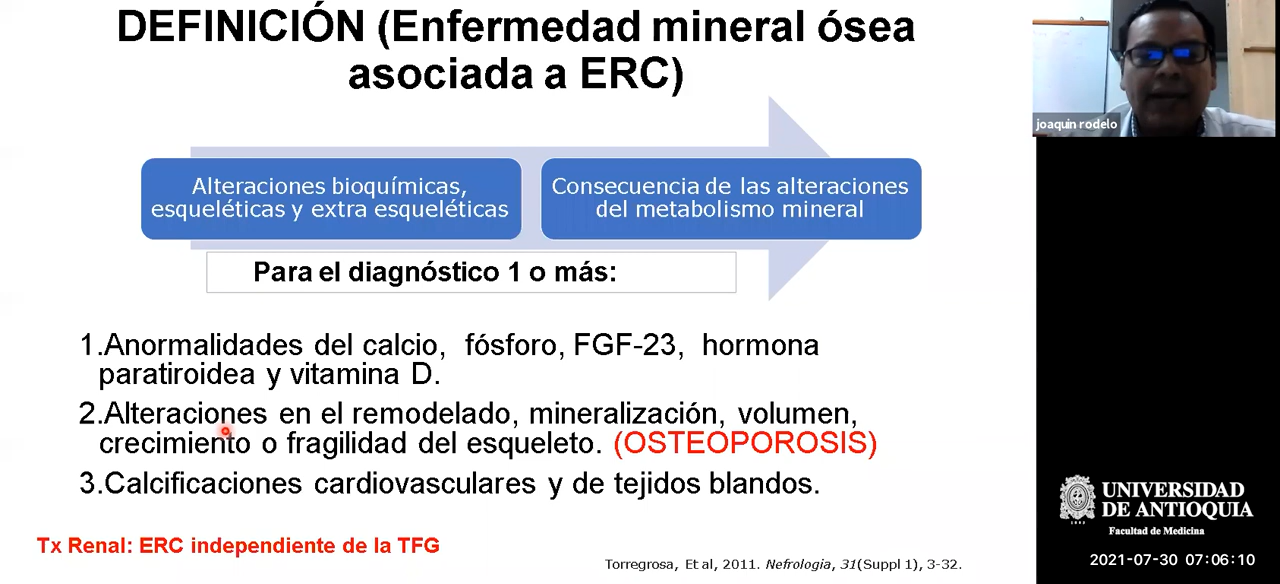 DEFINICIÓN (Enfermedad mineral ósea
asociada a ERC)
Alteraciones bioquímicas,
esqueléticas y extra esqueléticas
Consecuencia de las alteraciones
del metabolismo mineral
Para el diagnóstico 1 o más:
1.Anormalidades del calcio, fósforo, FGF-23, hormona
paratiroidea y vitamina D.
2.Alteraciones en el remodelado, mineralización, volumen,
crecimiento o fragilidad del esqueleto. (OSTEOPOROSIS)
3.Calcificaciones cardiovasculares y de tejidos blandos.
Tx Renal: ERC independiente de la TFG
Torregrosa, Et al, 2011. Nefrologia, 31(Suppl 1), 3-32.
joaquin rodelo
UNIVERSIDAD
DE ANTIOQUIA
1803
Facultad de Medicina
2021-07-30 07:06:10